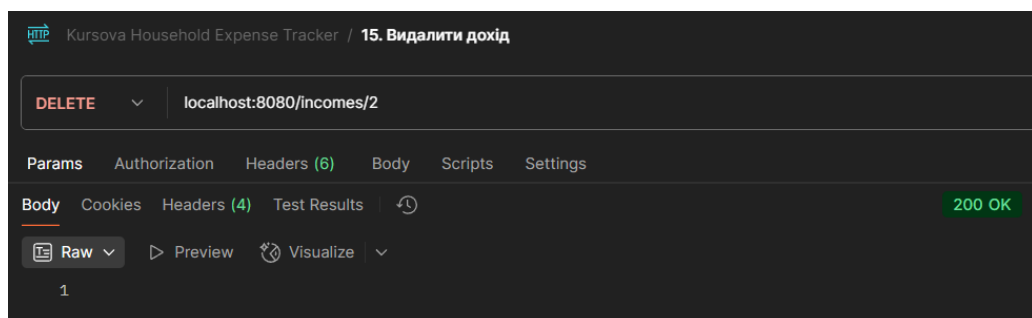 HTTP Kursova Household Expense Tracker / 15. Видалити дохід
DELETE localhost:8080/incomes/2
Params Authorization Headers (6) Body Scripts Settings
Body Cookies Headers (4) Test Results 200 OK
Raw Preview Visualize
1